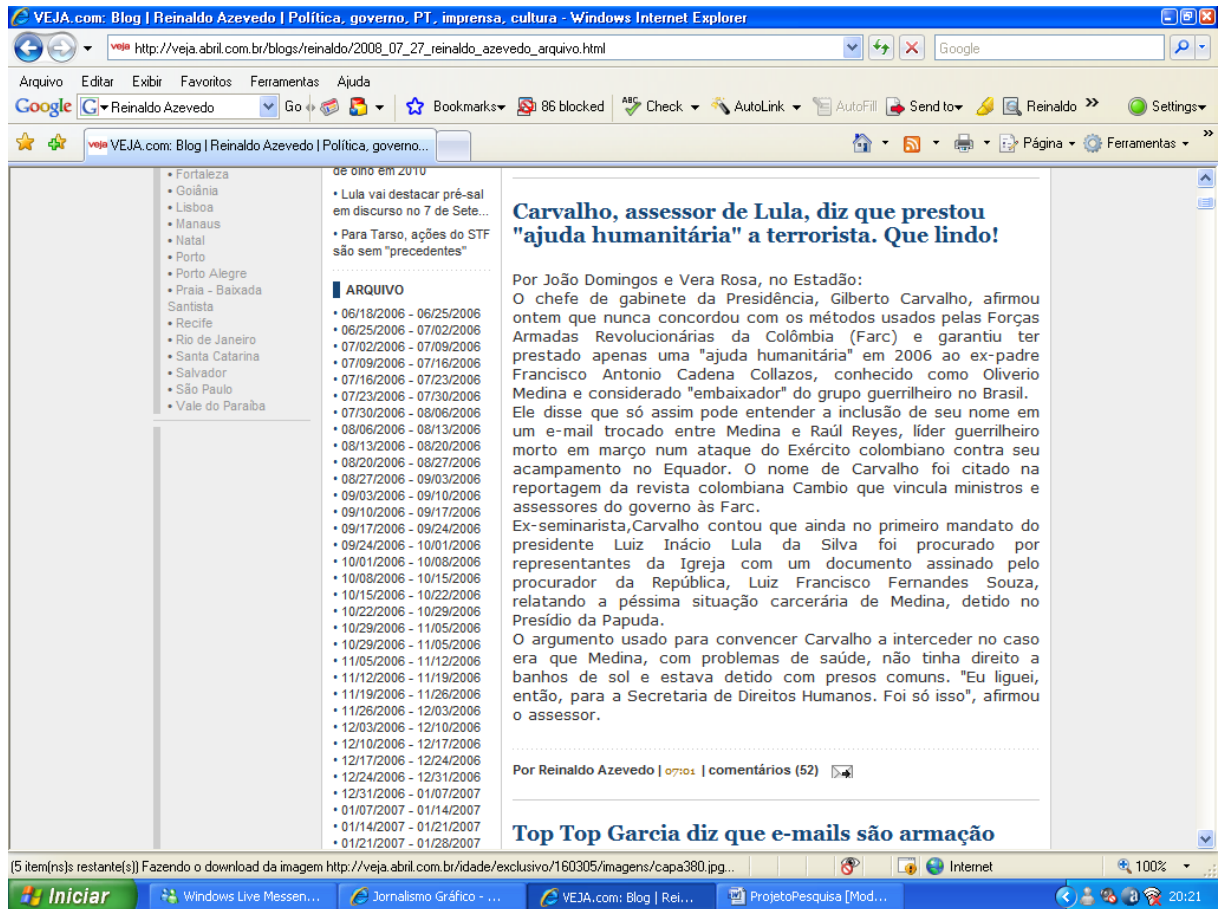 VEJA.com: Blog | Reinaldo Azevedo | Política, governo, PT, imprensa, cultura - Windows Internet Explorer
http://veja.abril.com.br/blogs/reinaldo/2008_07_27_reinaldo_azevedo_arquivo.html
Google
Arquivo Editar Exibir Favoritos Ferramentas Ajuda
Google Reinaldo Azevedo Go Bookmarks 86 blocked Check AutoLink AutoFill Send to Reinaldo Settings
VEJA.com: Blog | Reinaldo Azevedo | Política, governo... Página Ferramentas
• Fortaleza
• Goiânia
• Lisboa
• Manaus
• Natal
• Porto
• Porto Alegre
• Praia - Baixada
Santista
• Recife
• Rio de Janeiro
• Santa Catarina
• Salvador
• São Paulo
• Vale do Paraíba
de olho em 2010
• Lula vai destacar pré-sal
em discurso no 7 de Sete...
• Para Tarso, ações do STF
são sem "precedentes"
ARQUIVO
• 06/18/2006 - 06/25/2006
• 06/25/2006 - 07/02/2006
• 07/02/2006 - 07/09/2006
• 07/09/2006 - 07/16/2006
• 07/16/2006 - 07/23/2006
• 07/23/2006 - 07/30/2006
• 07/30/2006 - 08/06/2006
• 08/06/2006 - 08/13/2006
• 08/13/2006 - 08/20/2006
• 08/20/2006 - 08/27/2006
• 08/27/2006 - 09/03/2006
• 09/03/2006 - 09/10/2006
• 09/10/2006 - 09/17/2006
• 09/17/2006 - 09/24/2006
• 09/24/2006 - 10/01/2006
• 10/01/2006 - 10/08/2006
• 10/08/2006 - 10/15/2006
• 10/15/2006 - 10/22/2006
• 10/22/2006 - 10/29/2006
• 10/29/2006 - 11/05/2006
• 10/29/2006 - 11/05/2006
• 11/05/2006 - 11/12/2006
• 11/12/2006 - 11/19/2006
• 11/19/2006 - 11/26/2006
• 11/26/2006 - 12/03/2006
• 12/03/2006 - 12/10/2006
• 12/10/2006 - 12/17/2006
• 12/17/2006 - 12/24/2006
• 12/24/2006 - 12/31/2006
• 12/31/2006 - 01/07/2007
• 01/07/2007 - 01/14/2007
• 01/14/2007 - 01/21/2007
• 01/21/2007 - 01/28/2007
Carvalho, assessor de Lula, diz que prestou
"ajuda humanitária" a terrorista. Que lindo!
Por João Domingos e Vera Rosa, no Estadão:
O chefe de gabinete da Presidência, Gilberto Carvalho, afirmou
ontem que nunca concordou com os métodos usados pelas Forças
Armadas Revolucionárias da Colômbia (Farc) e garantiu ter
prestado apenas uma "ajuda humanitária" em 2006 ao ex-padre
Francisco Antonio Cadena Collazos, conhecido como Oliverio
Medina e considerado "embaixador" do grupo guerrilheiro no Brasil.
Ele disse que só assim pode entender a inclusão de seu nome em
um e-mail trocado entre Medina e Raúl Reyes, líder guerrilheiro
morto em março num ataque do Exército colombiano contra seu
acampamento no Equador. O nome de Carvalho foi citado na
reportagem da revista colombiana Cambio que vincula ministros e
assessores do governo às Farc.
Ex-seminarista,Carvalho contou que ainda no primeiro mandato do
presidente Luiz Inácio Lula da Silva foi procurado por
representantes da Igreja com um documento assinado pelo
procurador da República, Luiz Francisco Fernandes Souza,
relatando a péssima situação carcerária de Medina, detido no
Presídio da Papuda.
O argumento usado para convencer Carvalho a interceder no caso
era que Medina, com problemas de saúde, não tinha direito a
banhos de sol e estava detido com presos comuns. "Eu liguei,
então, para a Secretaria de Direitos Humanos. Foi só isso", afirmou
o assessor.
Por Reinaldo Azevedo | 07:01 | comentários (52)
Top Top Garcia diz que e-mails são armação
(5 item(ns)s restante(s)) Fazendo o download da imagem http://veja.abril.com.br/idade/exclusivo/160305/imagens/capa380.jpg... Internet 100%
Iniciar Windows Live Messen... Jornalismo Gráfico - ... VEJA.com: Blog | Rei... ProjetoPesquisa [Mod... 20:21